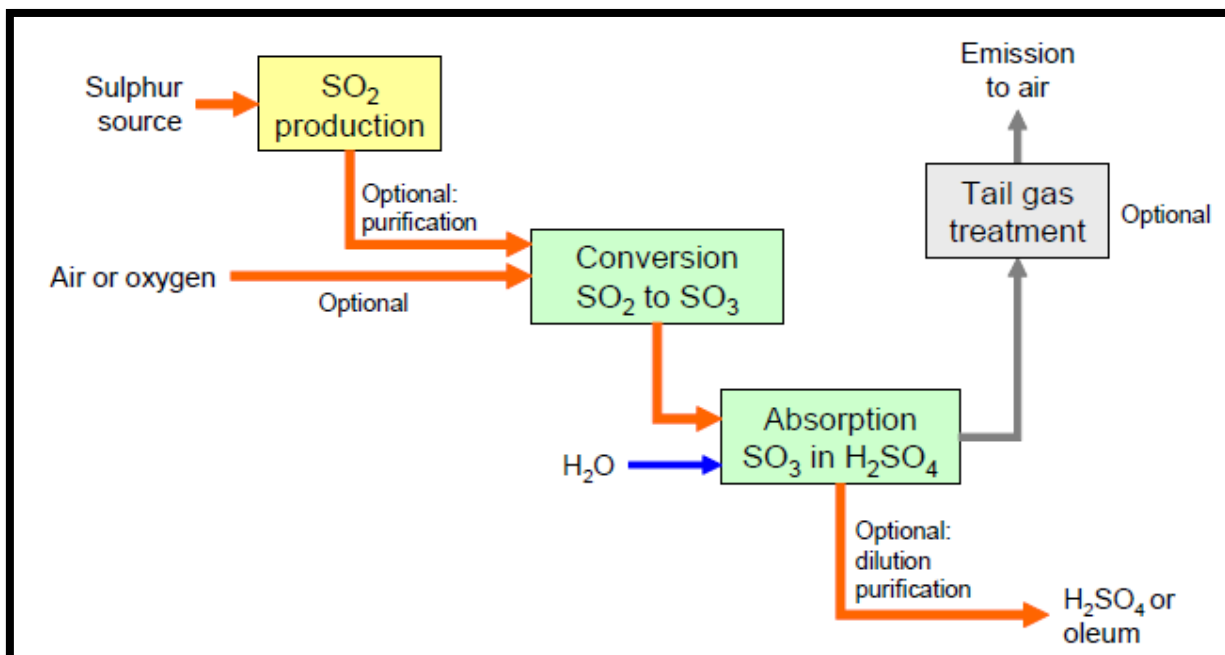 Sulphur
source
SO₂
production
Optional:
purification
Air or oxygen
Optional
Conversion
SO₂ to SO₃
H₂O
Absorption
SO₃ in H₂SO₄
Emission
to air
Tail gas
treatment
Optional
Optional:
dilution
purification
H₂SO₄ or
oleum